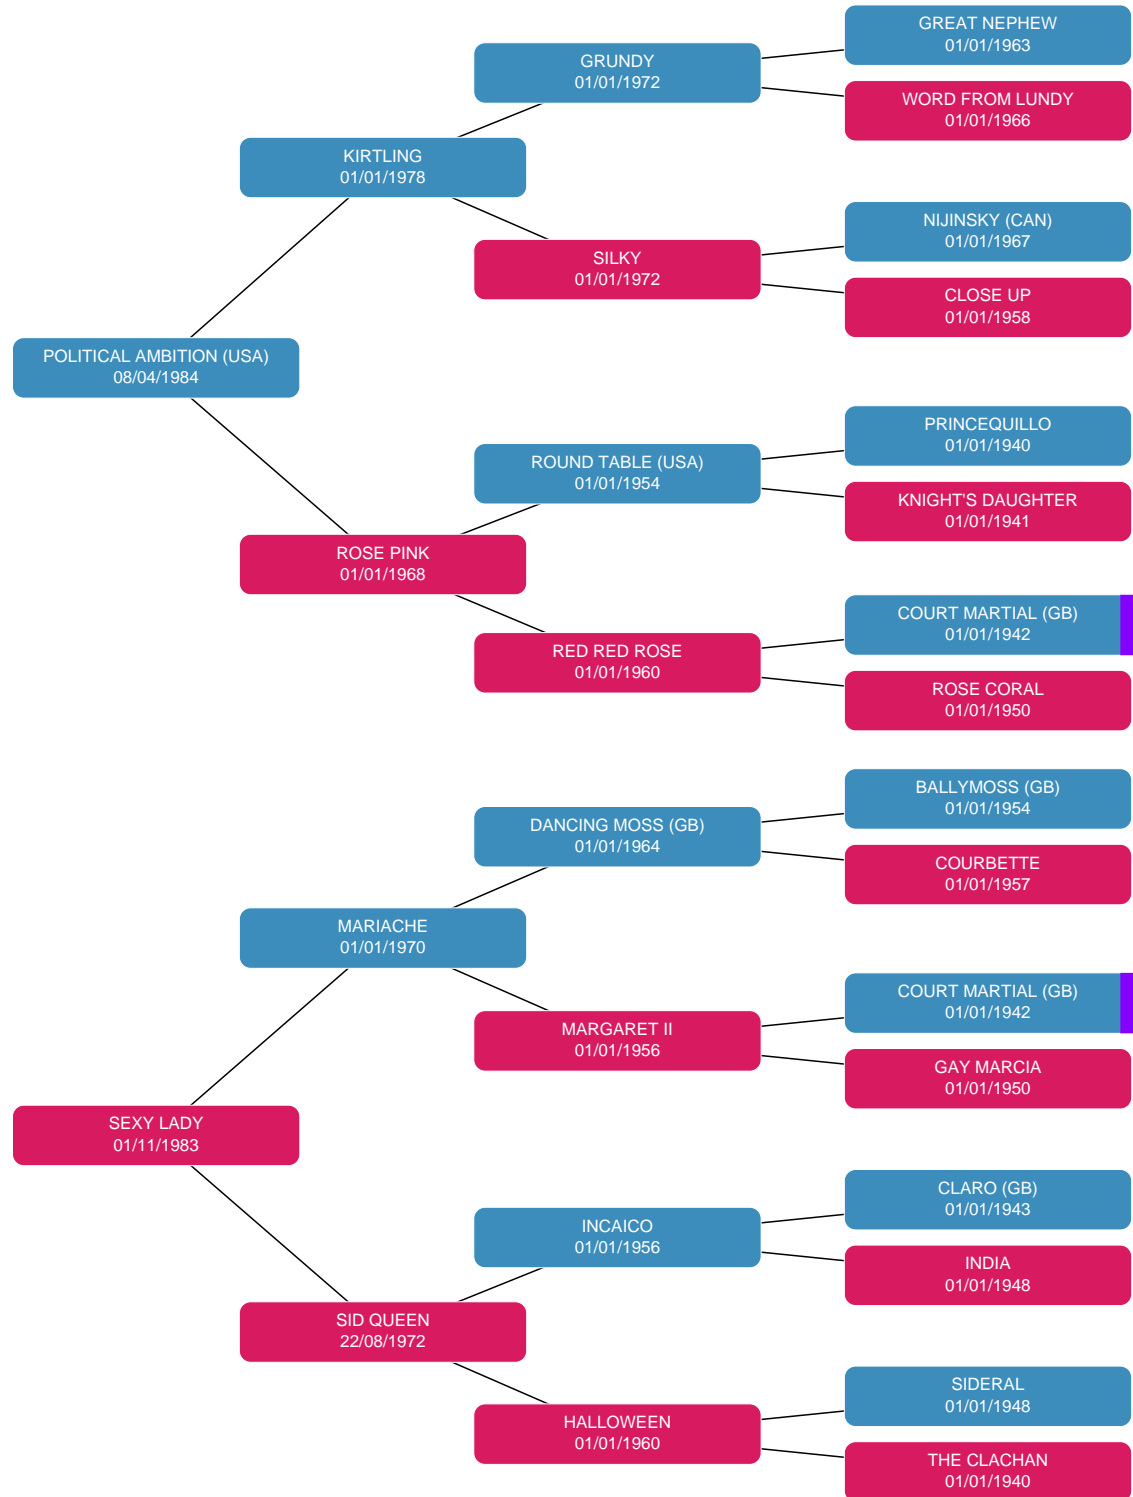 GREAT NEPHEW
01/01/1963
GRUNDY
01/01/1972
WORD FROM LUNDY
01/01/1966
KIRTLING
01/01/1978
NIJINSKY (CAN)
01/01/1967
SILKY
01/01/1972
CLOSE UP
01/01/1958
POLITICAL AMBITION (USA)
08/04/1984
PRINCEQUILLO
01/01/1940
ROUND TABLE (USA)
01/01/1954
KNIGHT'S DAUGHTER
01/01/1941
ROSE PINK
01/01/1968
COURT MARTIAL (GB)
01/01/1942
RED RED ROSE
01/01/1960
ROSE CORAL
01/01/1950
BALLYMOSS (GB)
01/01/1954
DANCING MOSS (GB)
01/01/1964
COURBETTE
01/01/1957
MARIACHE
01/01/1970
COURT MARTIAL (GB)
01/01/1942
MARGARET II
01/01/1956
GAY MARCIA
01/01/1950
SEXY LADY
01/11/1983
CLARO (GB)
01/01/1943
INCAICO
01/01/1956
INDIA
01/01/1948
SID QUEEN
22/08/1972
SIDERAL
01/01/1948
HALLOWEEN
01/01/1960
THE CLACHAN
01/01/1940